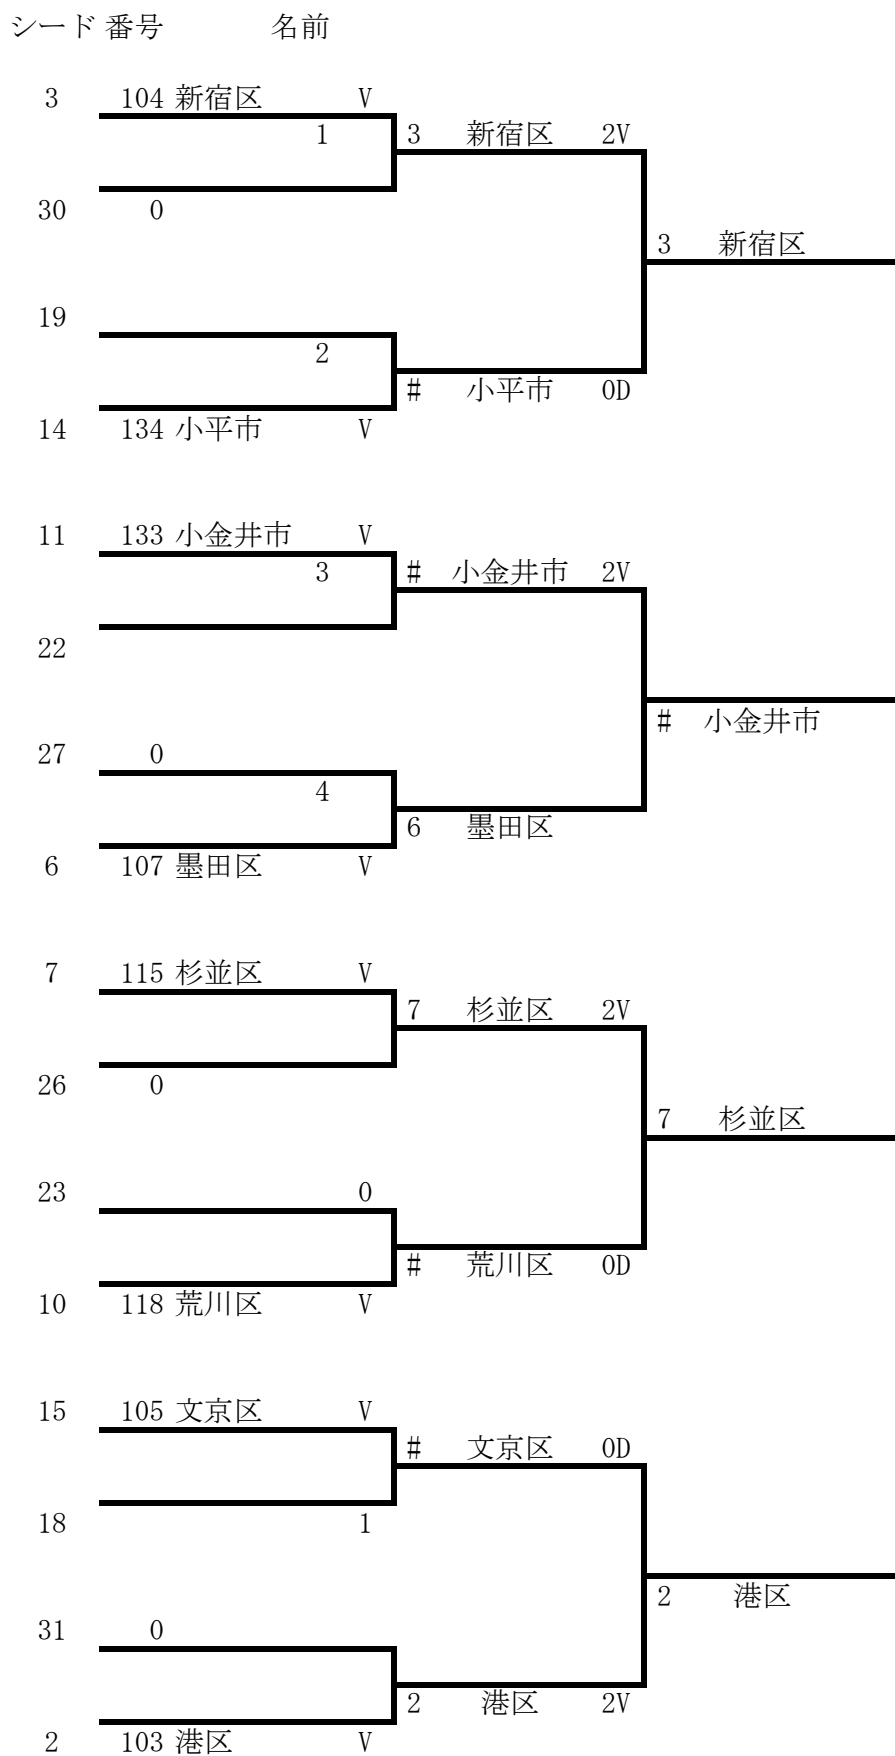 シード 番号 名前
3 104 新宿区 V
1 3 新宿区 2V
30 0
3 新宿区
19
2
# 小平市 0D
14 134 小平市 V
11 133 小金井市 V
3 # 小金井市 2V
22
# 小金井市
27 0
4
6 墨田区
6 107 墨田区 V
7 115 杉並区 V
7 杉並区 2V
26 0
7 杉並区
23 0
# 荒川区 0D
10 118 荒川区 V
15 105 文京区 V
# 文京区 0D
18 1
2 港区
31 0
2 港区 2V
2 103 港区 V